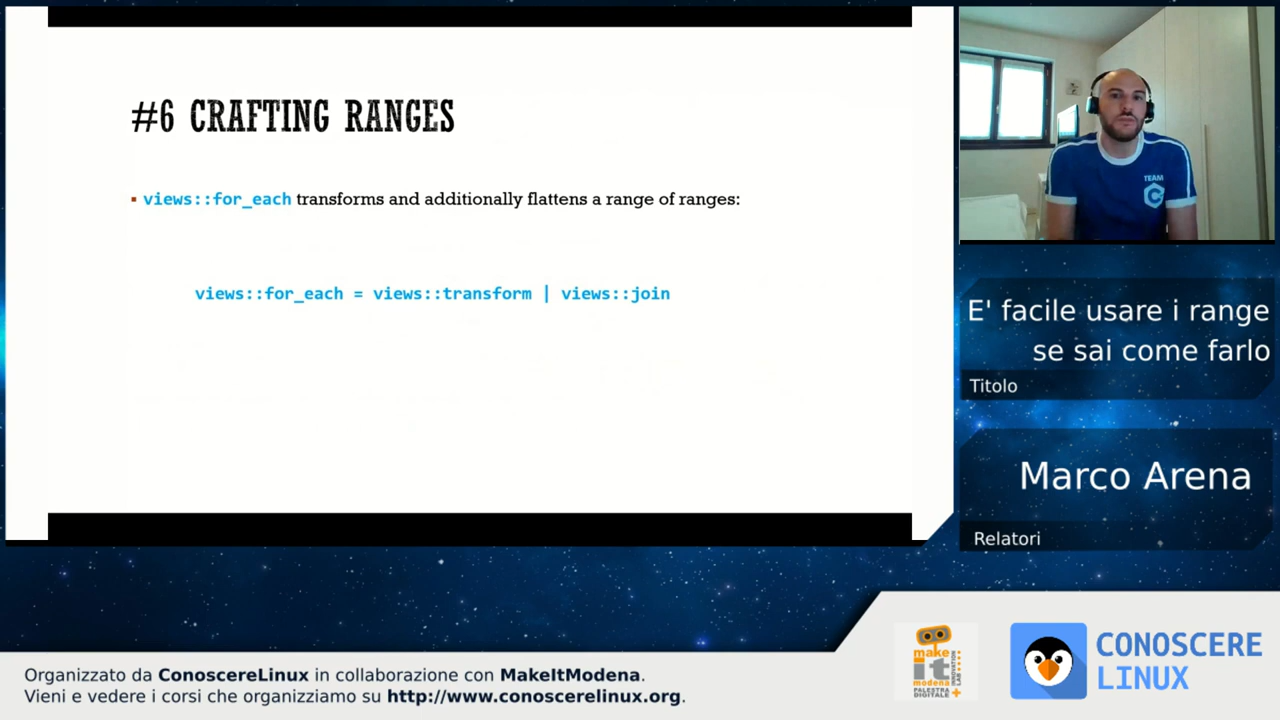 #6 CRAFTING RANGES
▪ views::for_each transforms and additionally flattens a range of ranges:
views::for_each = views::transform | views::join
TEAM
E' facile usare i range
se sai come farlo
Titolo
Marco Arena
Relatori
make
it
modena
PALESTRA
DIGITALE
CONOSCERE
LINUX
Organizzato da ConoscereLinux in collaborazione con MakeItModena.
Vieni e vedere i corsi che organizziamo su http://www.conoscerelinux.org.